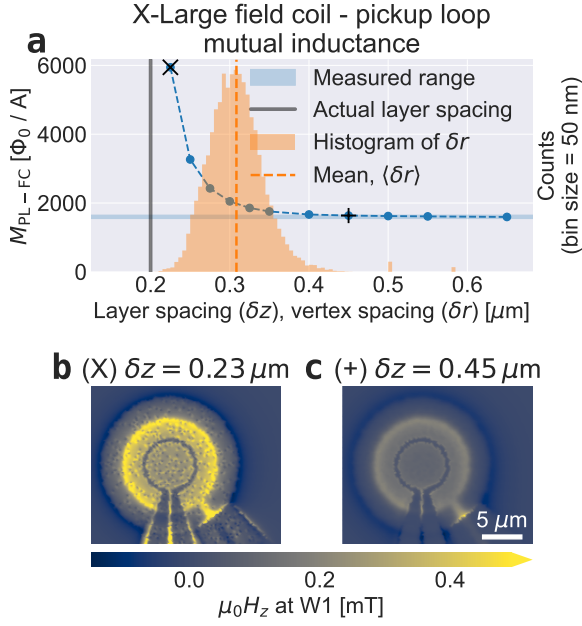 X-Large field coil - pickup loop
mutual inductance
a
M_PL − FC [Φ₀ / A]
6000
4000
2000
0
Measured range
Actual layer spacing
Histogram of δr
Mean, ⟨δr⟩
Counts
(bin size = 50 nm)
0.2 0.3 0.4 0.5 0.6
Layer spacing (δz), vertex spacing (δr) [μm]
b (X) δz = 0.23 μm
c (+) δz = 0.45 μm
5 μm
0.0 0.2 0.4
μ₀H_z at W1 [mT]